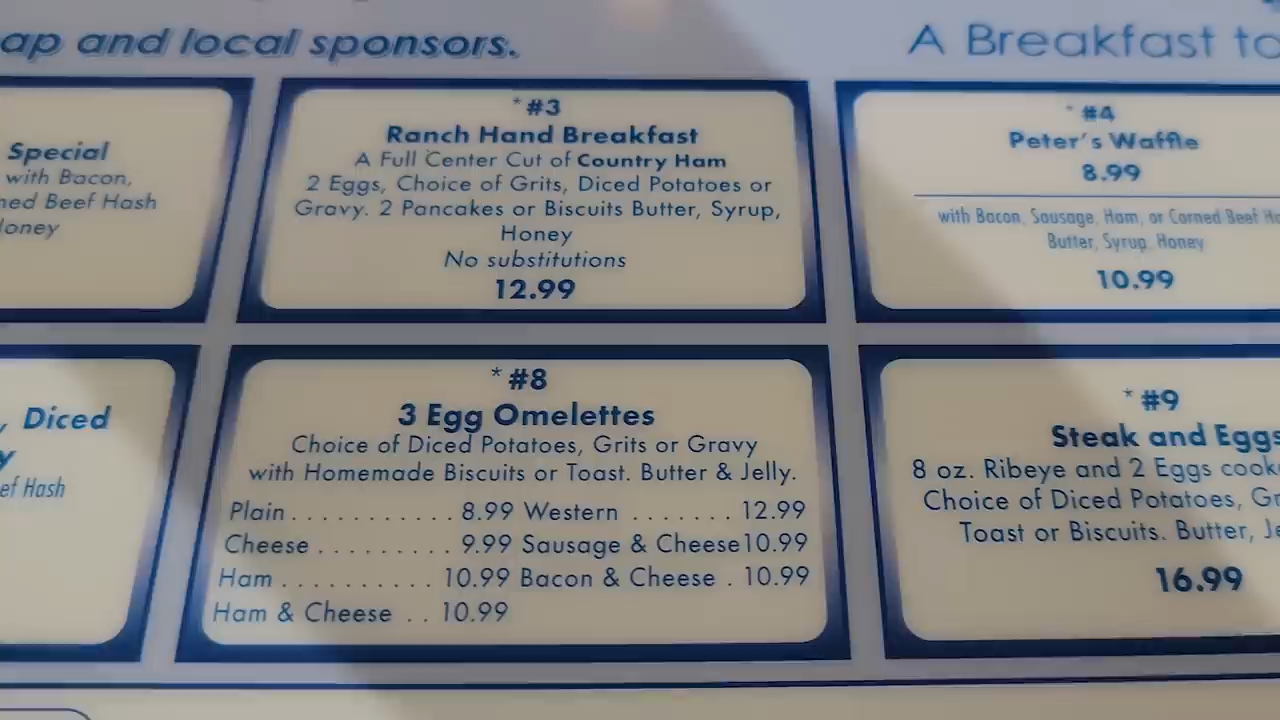 ap and local sponsors.
A Breakfast to
Special
with Bacon,
ned Beef Hash
Honey
* #3
Ranch Hand Breakfast
A Full Center Cut of Country Ham
2 Eggs, Choice of Grits, Diced Potatoes or
Gravy. 2 Pancakes or Biscuits Butter, Syrup,
Honey
No substitutions
12.99
* #4
Peter's Waffle
8.99
with Bacon, Sausage, Ham, or Corned Beef H
Butter, Syrup, Honey
10.99
, Diced
y
ef Hash
* #8
3 Egg Omelettes
Choice of Diced Potatoes, Grits or Gravy
with Homemade Biscuits or Toast. Butter & Jelly.
Plain . . . . . . . . . . . 8.99 Western . . . . . . . 12.99
Cheese . . . . . . . . . 9.99 Sausage & Cheese 10.99
Ham . . . . . . . . . . 10.99 Bacon & Cheese . 10.99
Ham & Cheese . . 10.99
* #9
Steak and Eggs
8 oz. Ribeye and 2 Eggs cook
Choice of Diced Potatoes, Gr
Toast or Biscuits. Butter, Je
16.99